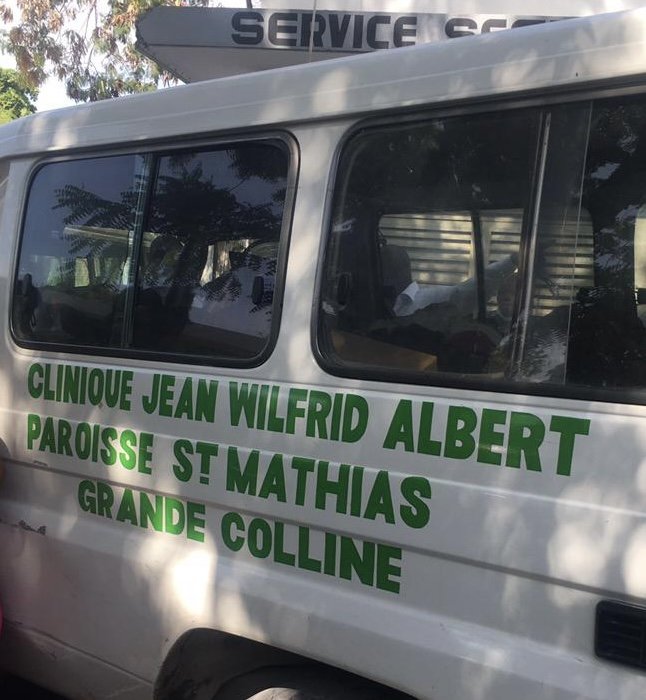 SERVICE
CLINIQUE JEAN WILFRID ALBERT
PAROISSE ST MATHIAS
GRANDE COLLINE